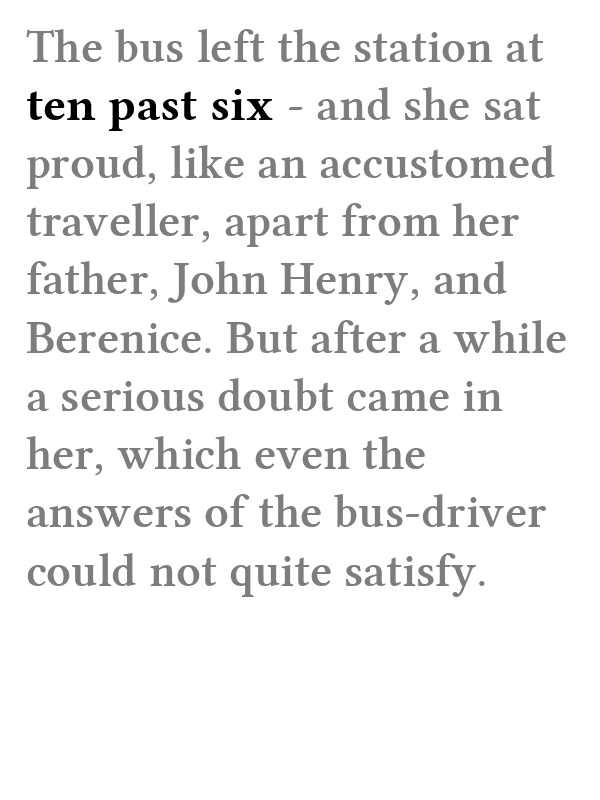 The bus left the station at
ten past six - and she sat
proud, like an accustomed
traveller, apart from her
father, John Henry, and
Berenice. But after a while
a serious doubt came in
her, which even the
answers of the bus-driver
could not quite satisfy.